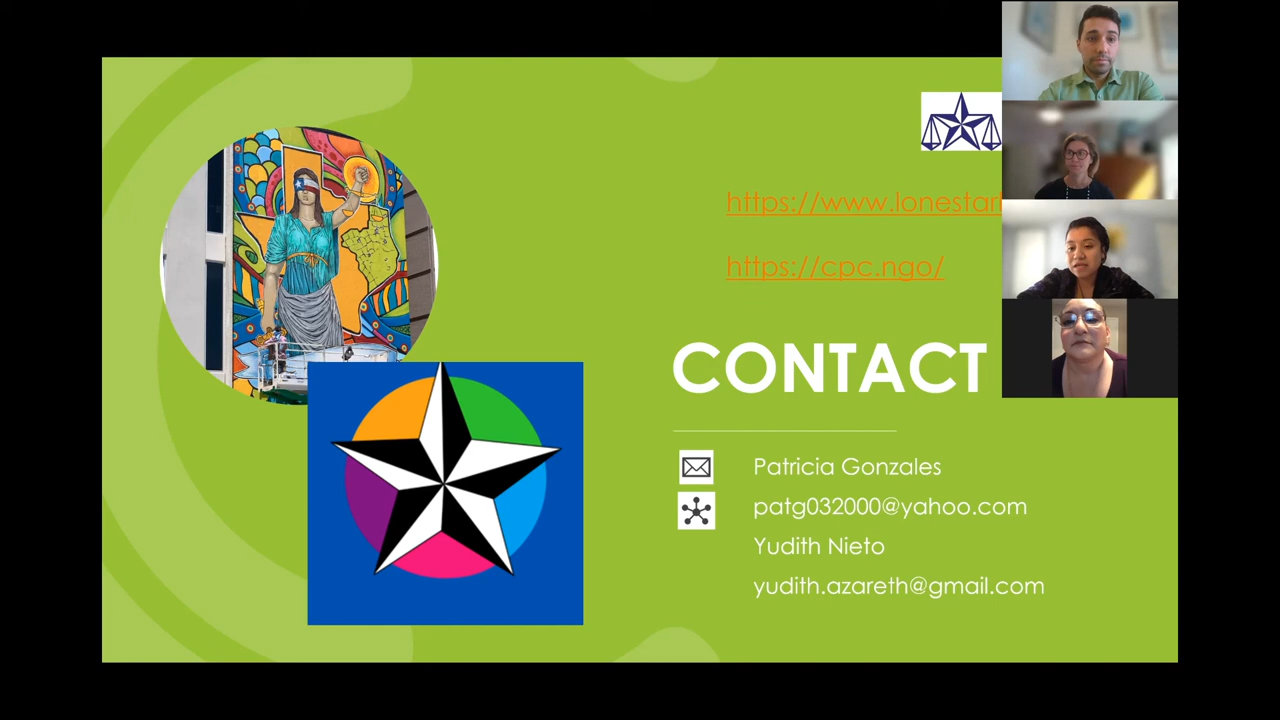 https://www.lonestar
https://cpc.ngo/
CONTACT
Patricia Gonzales
patg032000@yahoo.com
Yudith Nieto
yudith.azareth@gmail.com